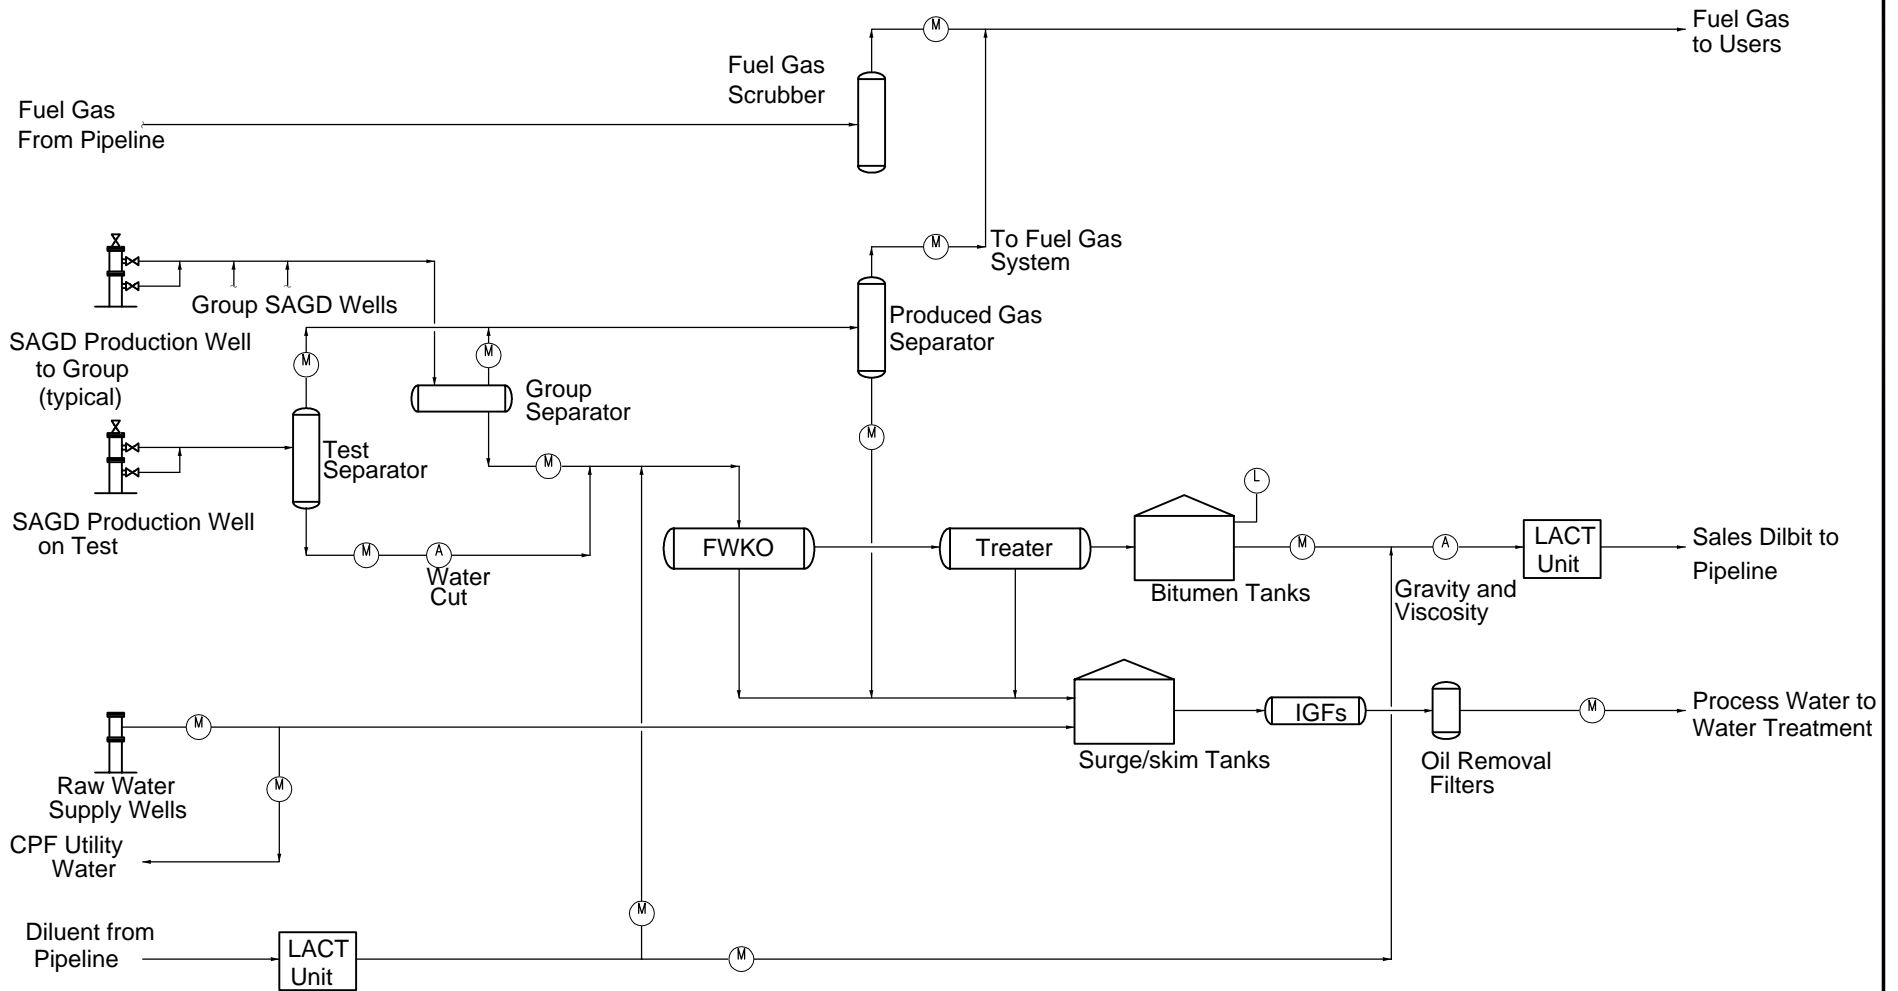 Fuel Gas
to Users
M
Fuel Gas
Scrubber
Fuel Gas
From Pipeline
M
To Fuel Gas
System
Group SAGD Wells
Produced Gas
Separator
SAGD Production Well
to Group
(typical)
M
M
Group
Separator
M
Test
Separator
M
L
SAGD Production Well
on Test
M
A
Water
Cut
FWKO
Treater
Bitumen Tanks
M
A
Gravity and
Viscosity
LACT
Unit
Sales Dilbit to
Pipeline
M
Raw Water
Supply Wells
M
CPF Utility
Water
Surge/skim Tanks
IGFs
Oil Removal
Filters
M
Process Water to
Water Treatment
M
Diluent from
Pipeline
LACT
Unit
M